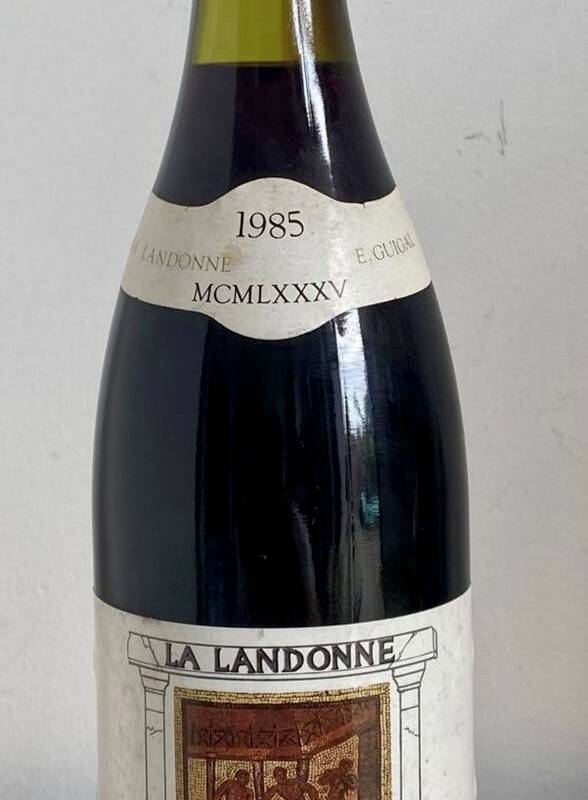 1985
LANDONNE E. GUIGAL
MCMLXXXV
LA LANDONNE